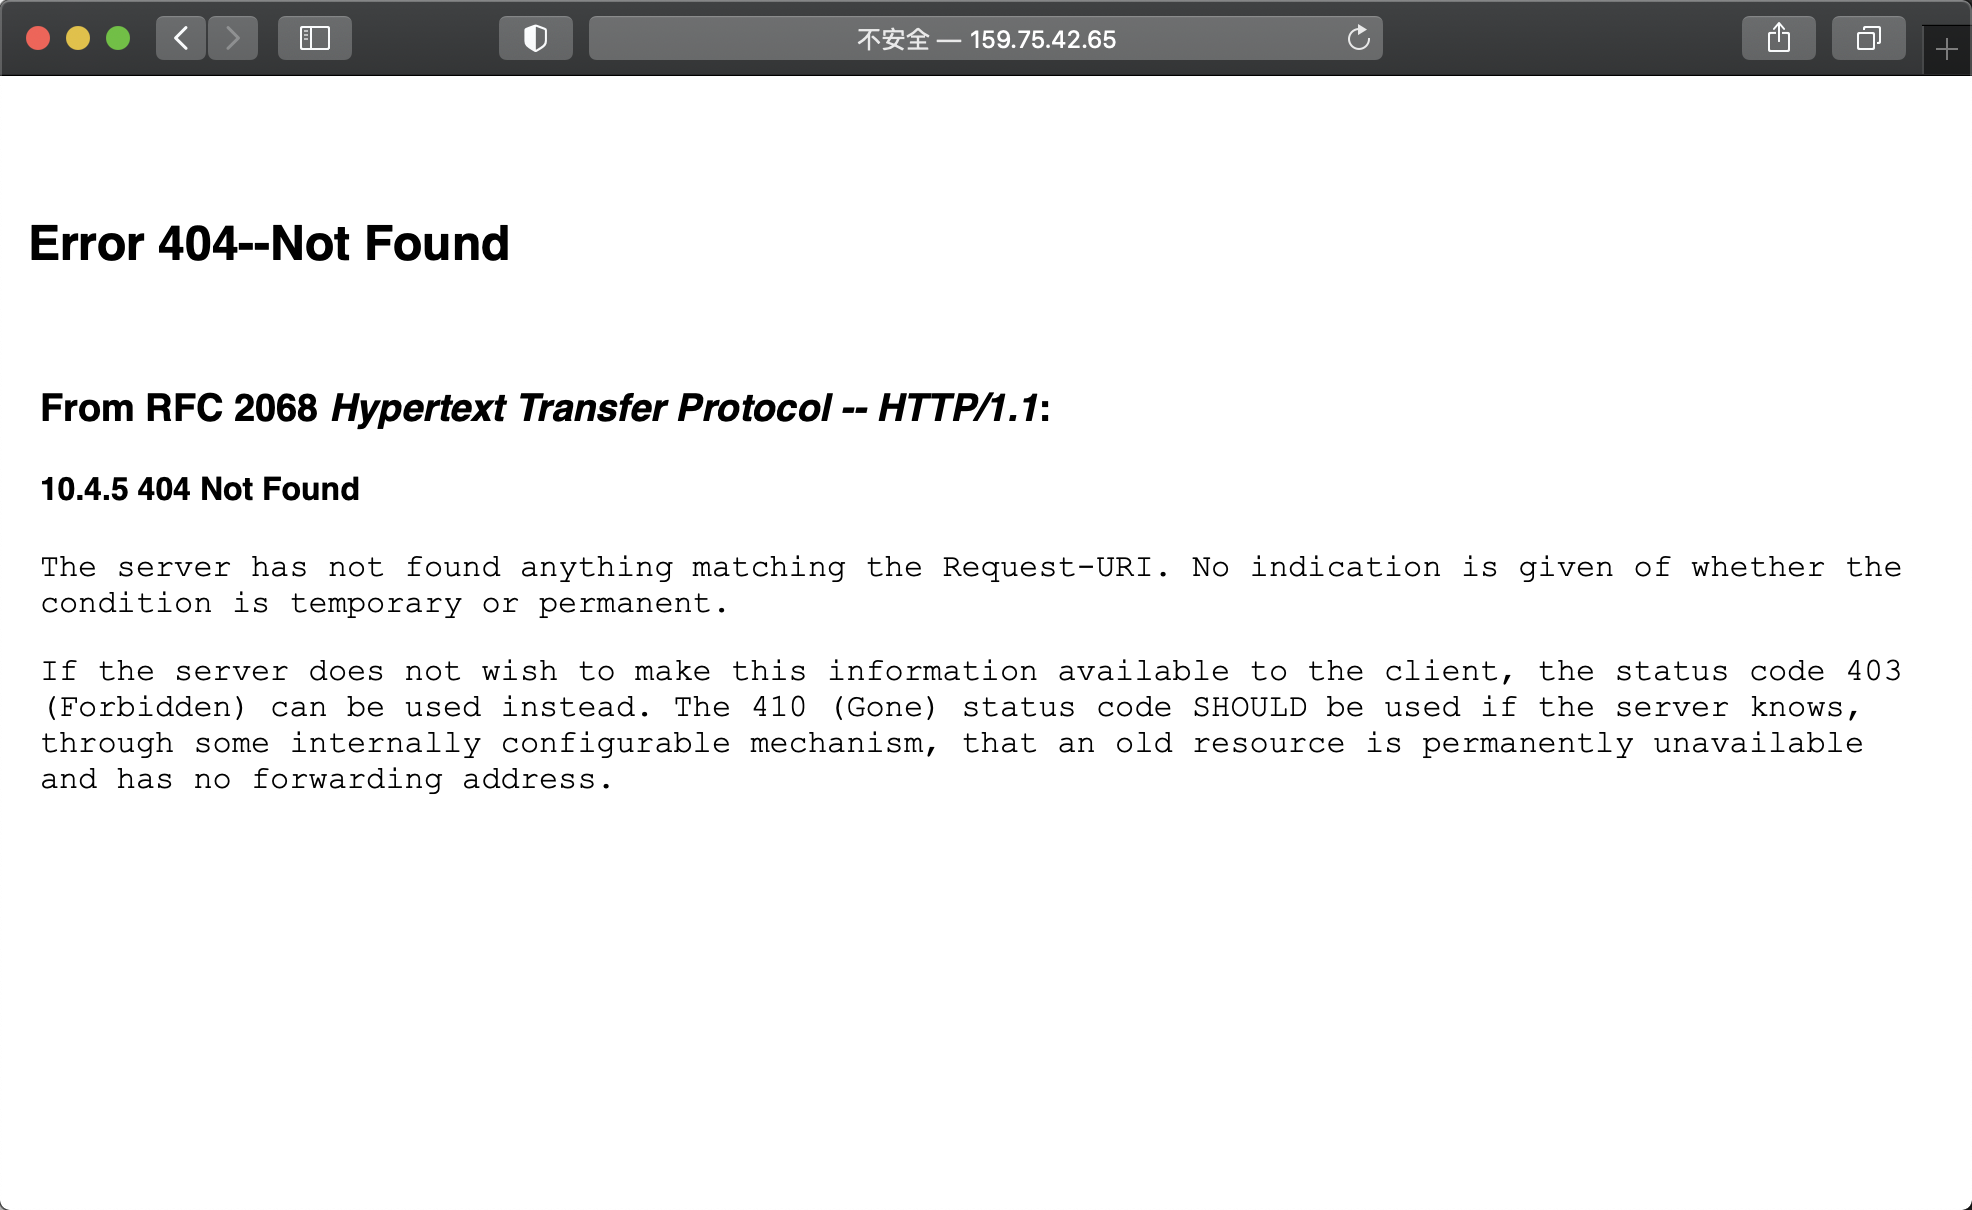 不安全 — 159.75.42.65
Error 404--Not Found
From RFC 2068 Hypertext Transfer Protocol -- HTTP/1.1:
10.4.5 404 Not Found
The server has not found anything matching the Request-URI. No indication is given of whether the
condition is temporary or permanent.
If the server does not wish to make this information available to the client, the status code 403
(Forbidden) can be used instead. The 410 (Gone) status code SHOULD be used if the server knows,
through some internally configurable mechanism, that an old resource is permanently unavailable
and has no forwarding address.